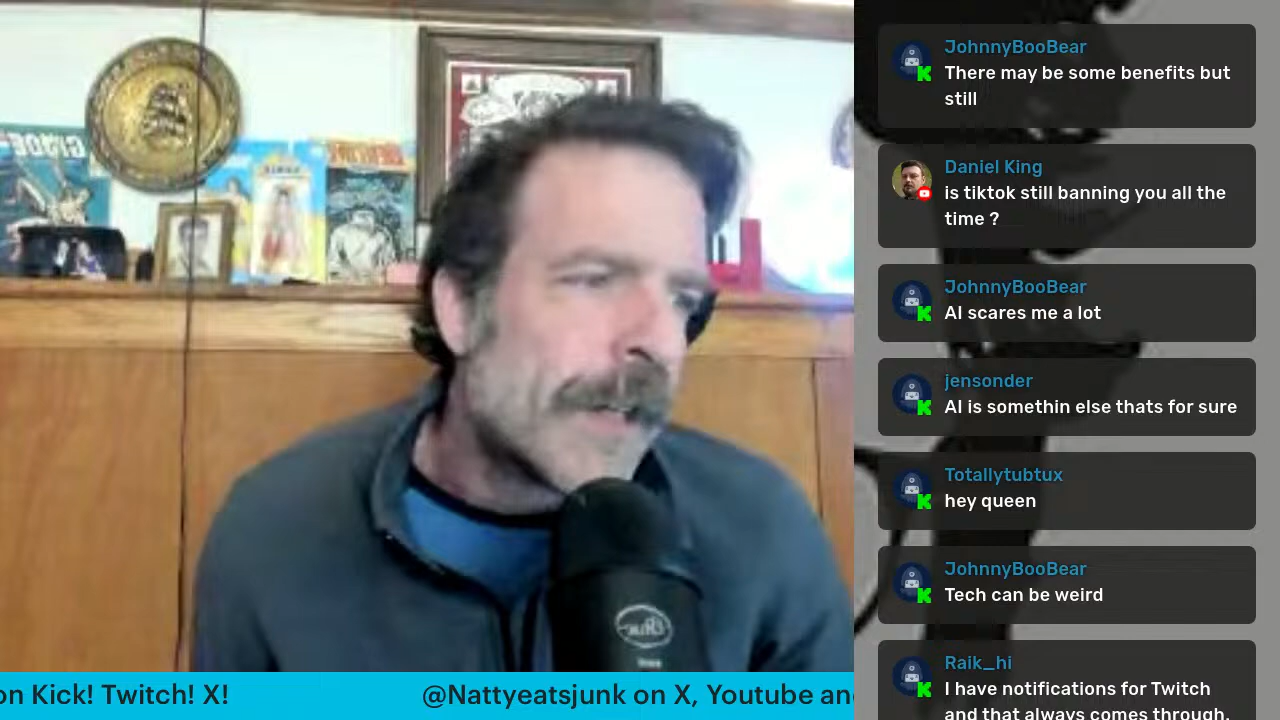 JohnnyBooBear
There may be some benefits but
still
Daniel King
is tiktok still banning you all the
time ?
JohnnyBooBear
AI scares me a lot
jensonder
AI is somethin else thats for sure
Totallytubtux
hey queen
JohnnyBooBear
Tech can be weird
Raik_hi
I have notifications for Twitch
and that always comes through.
on Kick! Twitch! X!
@Nattyeatsjunk on X, Youtube an